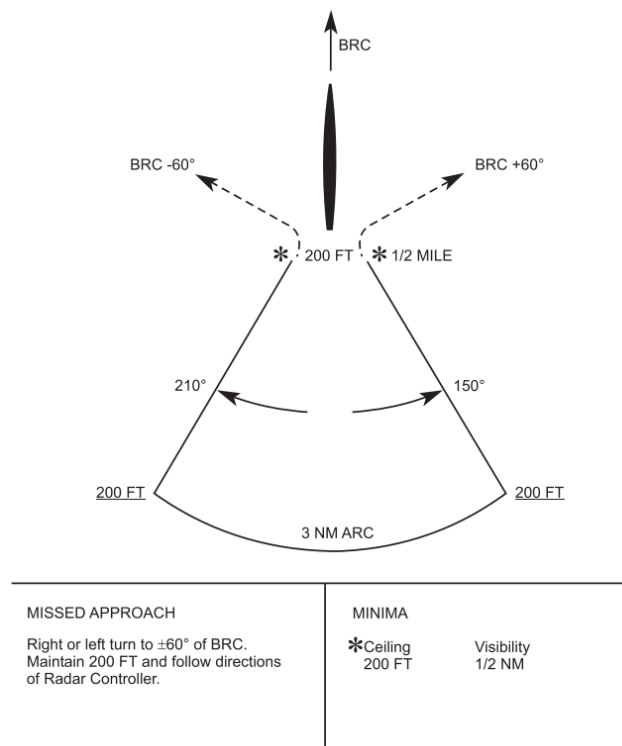 BRC
BRC -60°
BRC +60°
✻ 200 FT ✻ 1/2 MILE
210°
150°
200 FT
200 FT
3 NM ARC
MISSED APPROACH
Right or left turn to ±60° of BRC.
Maintain 200 FT and follow directions
of Radar Controller.
MINIMA
✻Ceiling Visibility
200 FT 1/2 NM